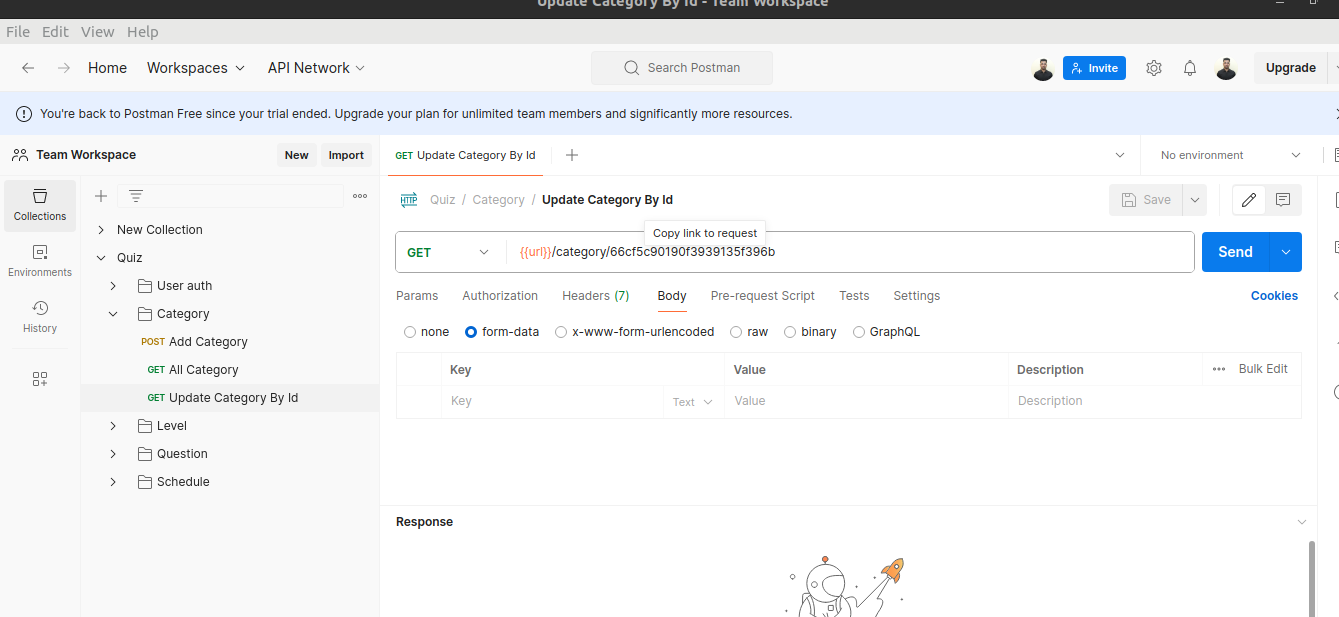 Update Category By Id - Team Workspace
File Edit View Help
Home Workspaces API Network Search Postman Invite Upgrade
You're back to Postman Free since your trial ended. Upgrade your plan for unlimited team members and significantly more resources.
Team Workspace New Import GET Update Category By Id No environment
Collections
Environments
History
New Collection
Quiz
User auth
Category
POST Add Category
GET All Category
GET Update Category By Id
Level
Question
Schedule
HTTP Quiz / Category / Update Category By Id Save
Copy link to request
GET {{url}}/category/66cf5c90190f3939135f396b Send
Params Authorization Headers (7) Body Pre-request Script Tests Settings Cookies
none form-data x-www-form-urlencoded raw binary GraphQL
Key Value Description Bulk Edit
Key Text Value Description
Response